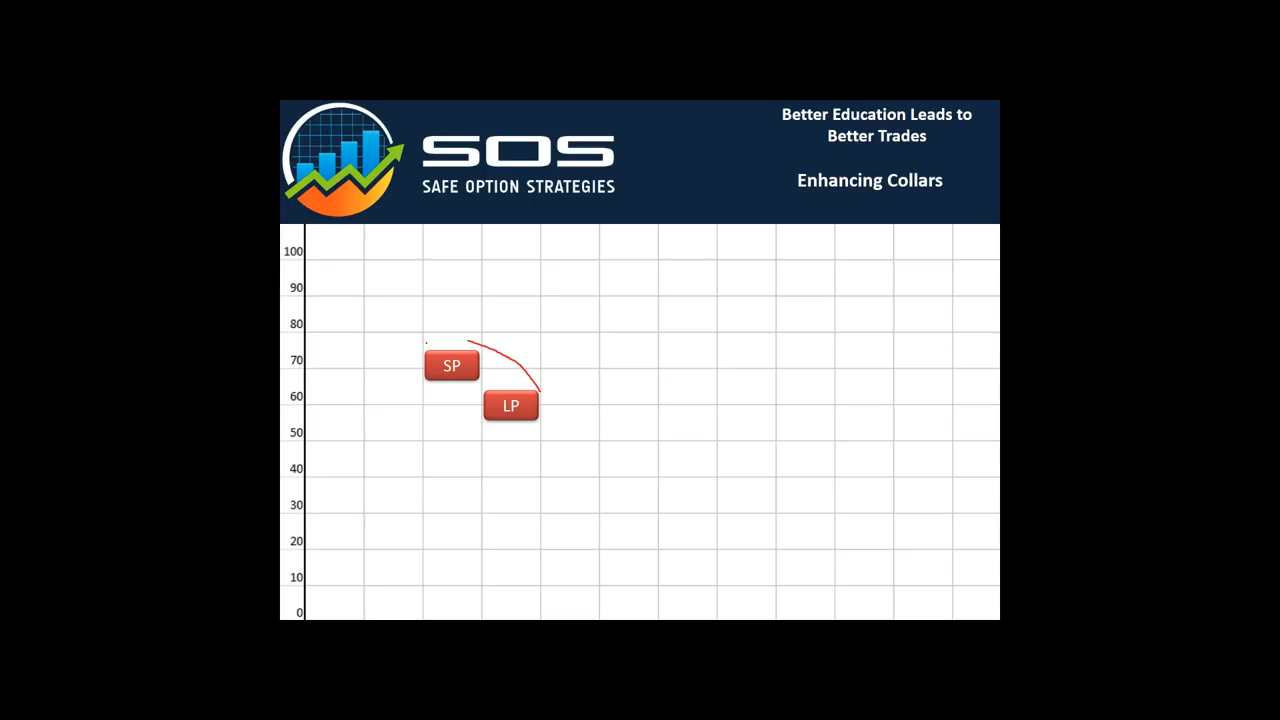 SOS
SAFE OPTION STRATEGIES
Better Education Leads to
Better Trades
Enhancing Collars
100
90
80
70
60
50
40
30
20
10
0
SP
LP